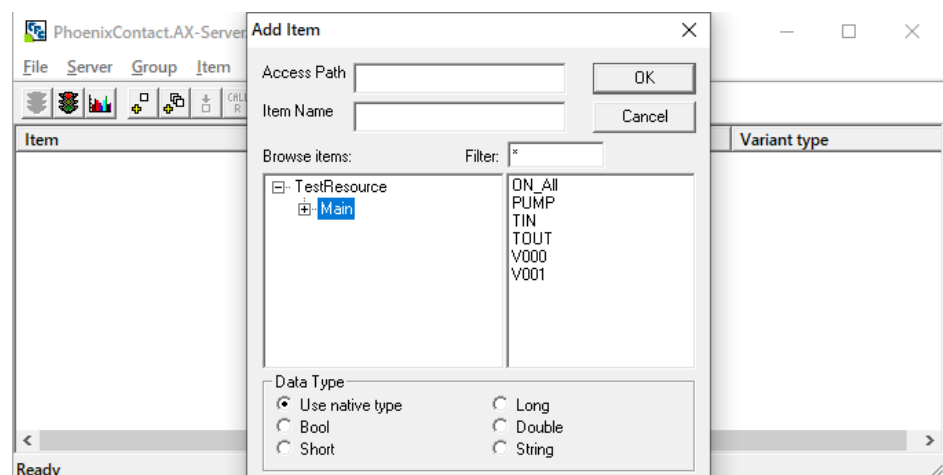 PhoenixContact.AX-Server
File Server Group Item
Item
Variant type
Ready
Add Item
Access Path
OK
Item Name
Cancel
Browse items:
Filter: *
TestResource
Main
ON_All
PUMP
TIN
TOUT
V000
V001
Data Type
Use native type
Long
Bool
Double
Short
String